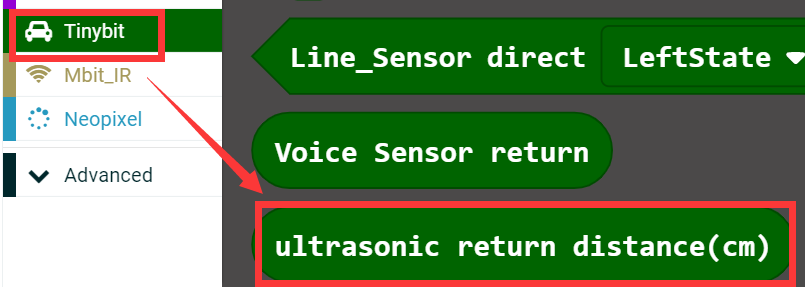 Tinybit
Mbit_IR
Neopixel
Advanced
Line_Sensor direct LeftState
Voice Sensor return
ultrasonic return distance(cm)